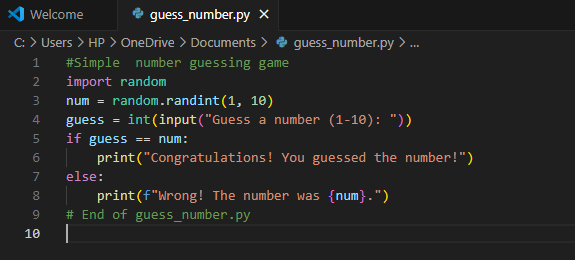 Welcome guess_number.py
C: > Users > HP > OneDrive > Documents > guess_number.py > ...
1 #Simple  number guessing game
2 import random
3 num = random.randint(1, 10)
4 guess = int(input("Guess a number (1-10): "))
5 if guess == num:
6     print("Congratulations! You guessed the number!")
7 else:
8     print(f"Wrong! The number was {num}.")
9 # End of guess_number.py
10